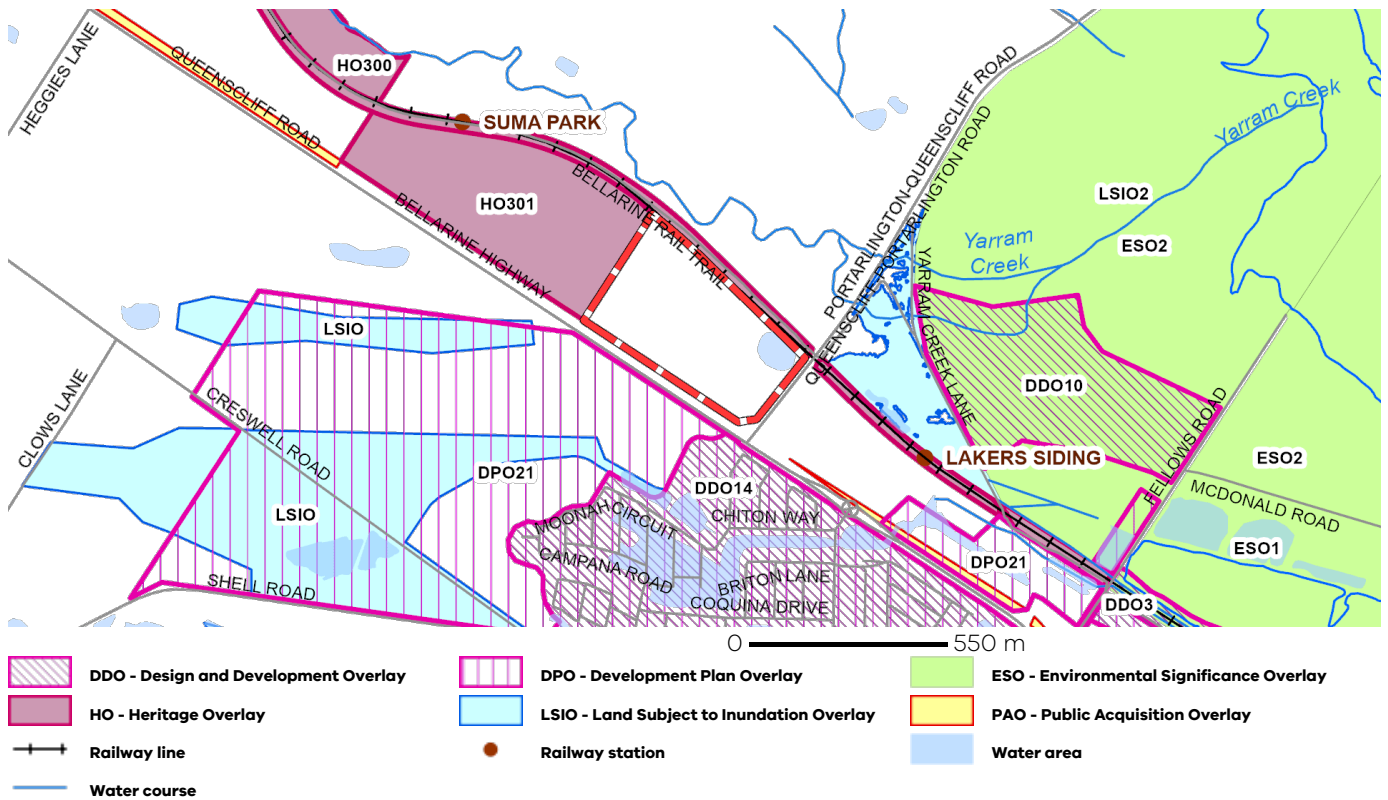 HO300
HEGGIES LANE
QUEENSCLIFF ROAD
SUMA PARK
PORTARLINGTON-QUEENSCLIFF ROAD
Yarram Creek
QUEENSCLIFF-PORTARLINGTON ROAD
HO301
BELLARINE RAIL TRAIL
LSIO2
BELLARINE HIGHWAY
Yarram
Creek
ESO2
YARRAM CREEK LANE
LSIO
DDO10
CLOWS LANE
CRESWELL ROAD
FELLOWS ROAD
LAKERS SIDING
ESO2
DPO21
DDO14
MCDONALD ROAD
LSIO
MOONAH CIRCUIT
CHITON WAY
ESO1
CAMPANA ROAD
DPO21
SHELL ROAD
BRITON LANE
COQUINA DRIVE
DDO3
0 550 m
DDO - Design and Development Overlay
DPO - Development Plan Overlay
ESO - Environmental Significance Overlay
HO - Heritage Overlay
LSIO - Land Subject to Inundation Overlay
PAO - Public Acquisition Overlay
Railway line
Railway station
Water area
Water course